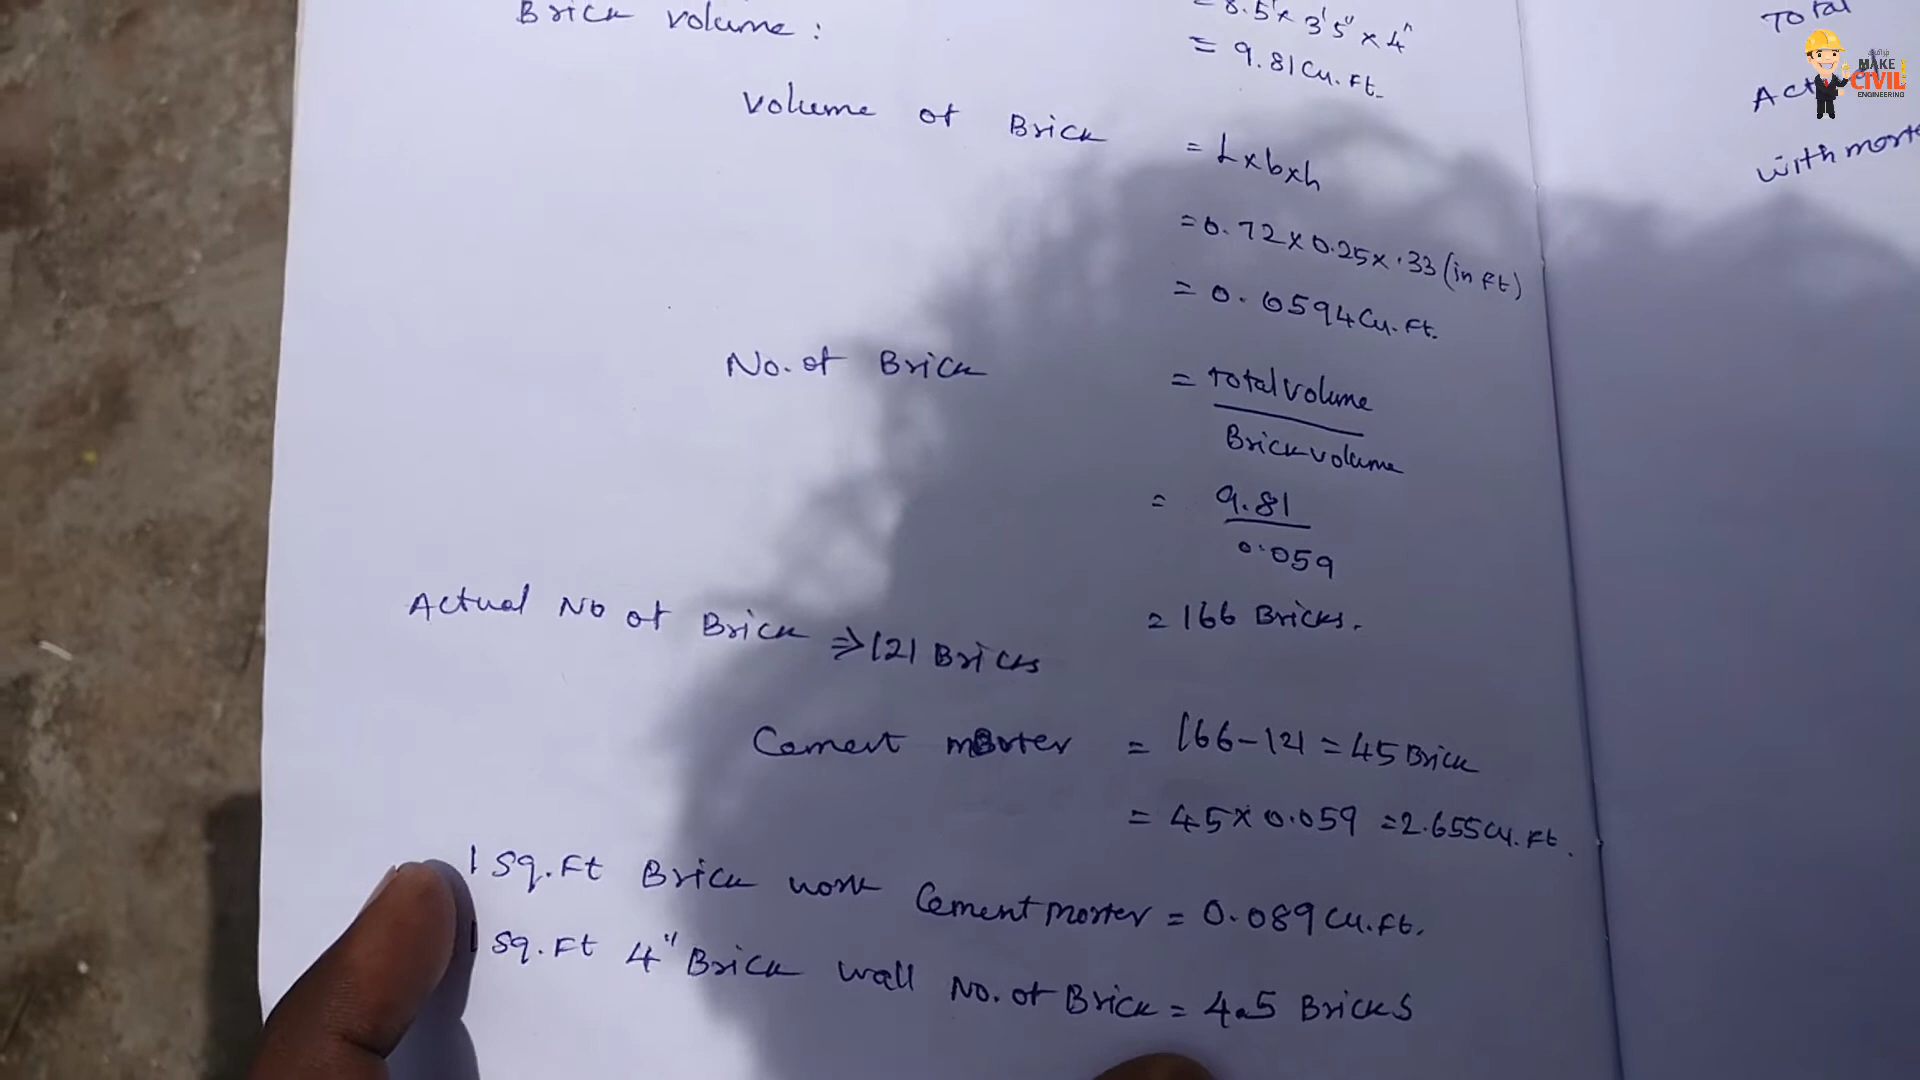 Brick volume:
= 8.5' x 3'5" x 4"
= 9.81 Cu.Ft.
Volume of Brick = L x b x h
= 0.72 x 0.25 x .33 (in Ft)
= 0.0594 Cu.Ft.
No. of Brick = Total volume
Brick volume
= 9.81
0.059
= 166 Bricks.
Actual No of Brick ⇒ 121 Bricks
Cement morter = 166 - 121 = 45 Brick
= 45 x 0.059 = 2.655 Cu.Ft.
1 Sq.Ft Brick work Cement morter = 0.089 Cu.Ft.
1 Sq.Ft 4" Brick wall No. of Brick = 4.5 Bricks
Total
With
தமிழ்
MAKE
CIVIL
ENGINEERING